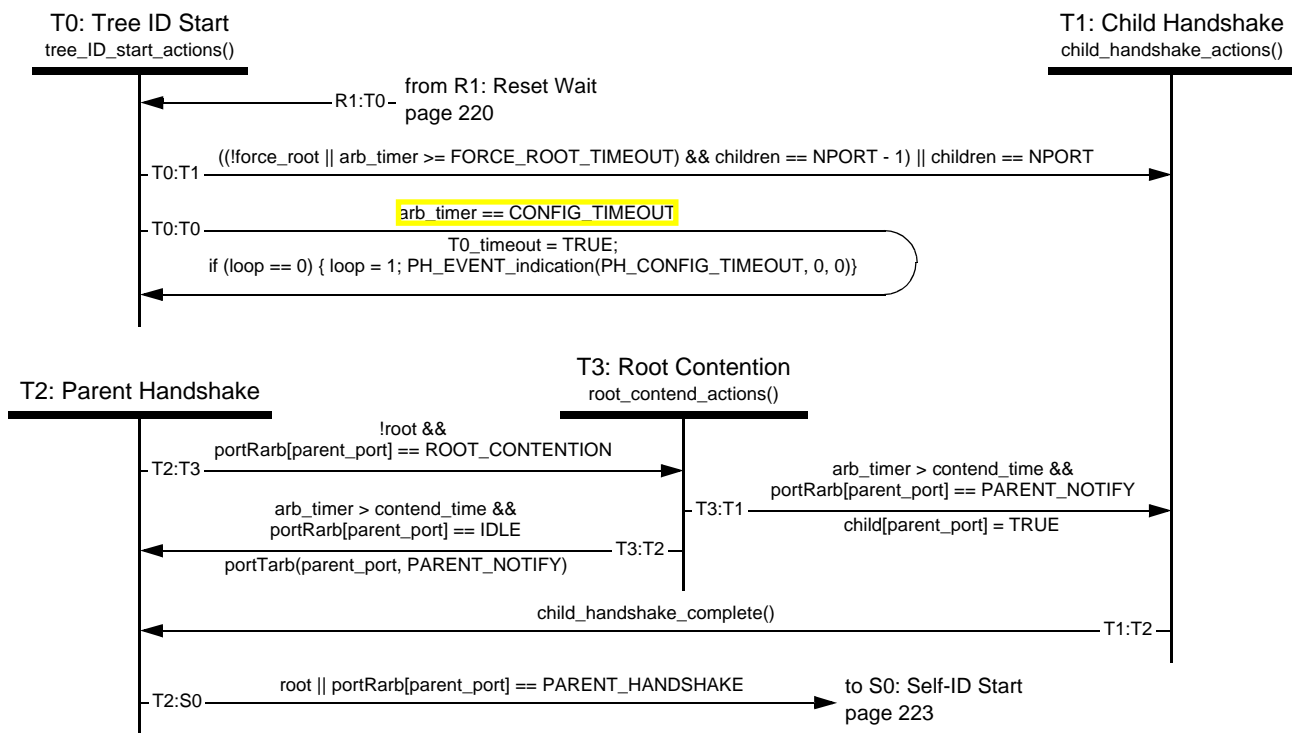 T0: Tree ID Start
tree_ID_start_actions()
T1: Child Handshake
child_handshake_actions()
R1:T0
from R1: Reset Wait
page 220
((!force_root || arb_timer >= FORCE_ROOT_TIMEOUT) && children == NPORT - 1) || children == NPORT
T0:T1
arb_timer == CONFIG_TIMEOUT
T0:T0
T0_timeout = TRUE;
if (loop == 0) { loop = 1; PH_EVENT_indication(PH_CONFIG_TIMEOUT, 0, 0)}
T2: Parent Handshake
T3: Root Contention
root_contend_actions()
!root &&
portRarb[parent_port] == ROOT_CONTENTION
T2:T3
arb_timer > contend_time &&
portRarb[parent_port] == PARENT_NOTIFY
T3:T1
child[parent_port] = TRUE
arb_timer > contend_time &&
portRarb[parent_port] == IDLE
T3:T2
portTarb(parent_port, PARENT_NOTIFY)
child_handshake_complete()
T1:T2
root || portRarb[parent_port] == PARENT_HANDSHAKE
T2:S0
to S0: Self-ID Start
page 223